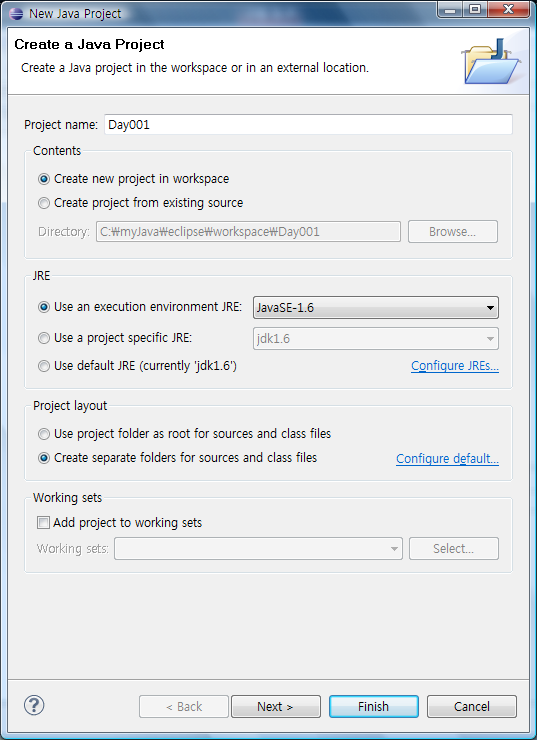 New Java Project
Create a Java Project
Create a Java project in the workspace or in an external location.
Project name: Day001
Contents
Create new project in workspace
Create project from existing source
Directory: C:₩myJava₩eclipse₩workspace₩Day001 Browse...
JRE
Use an execution environment JRE: JavaSE-1.6
Use a project specific JRE: jdk1.6
Use default JRE (currently 'jdk1.6') Configure JREs...
Project layout
Use project folder as root for sources and class files
Create separate folders for sources and class files Configure default...
Working sets
Add project to working sets
Working sets: Select...
? < Back Next > Finish Cancel